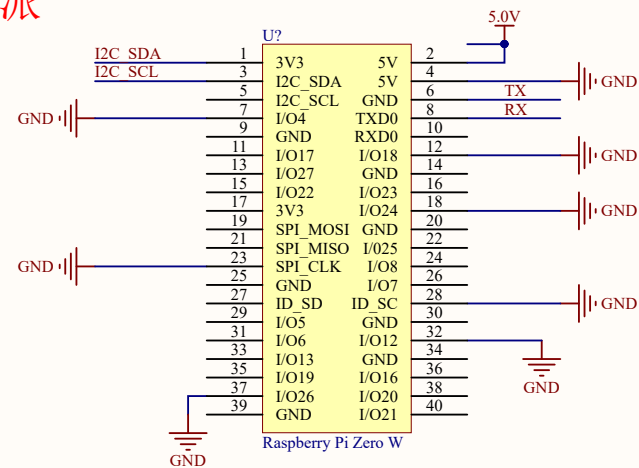 派
5.0V
U?
I2C_SDA 1 3V3 5V 2
I2C_SCL 3 I2C_SDA 5V 4 GND
5 I2C_SCL GND 6 TX
GND 7 I/O4 TXD0 8 RX
9 GND RXD0 10
11 I/O17 I/O18 12 GND
13 I/O27 GND 14
15 I/O22 I/O23 16
17 3V3 I/O24 18 GND
19 SPI_MOSI GND 20
21 SPI_MISO I/025 22
GND 23 SPI_CLK I/O8 24
25 GND I/O7 26
27 ID_SD ID_SC 28 GND
29 I/O5 GND 30
31 I/O6 I/O12 32
33 I/O13 GND 34
35 I/O19 I/O16 36
GND
37 I/O26 I/O20 38
39 GND I/O21 40
Raspberry Pi Zero W
GND